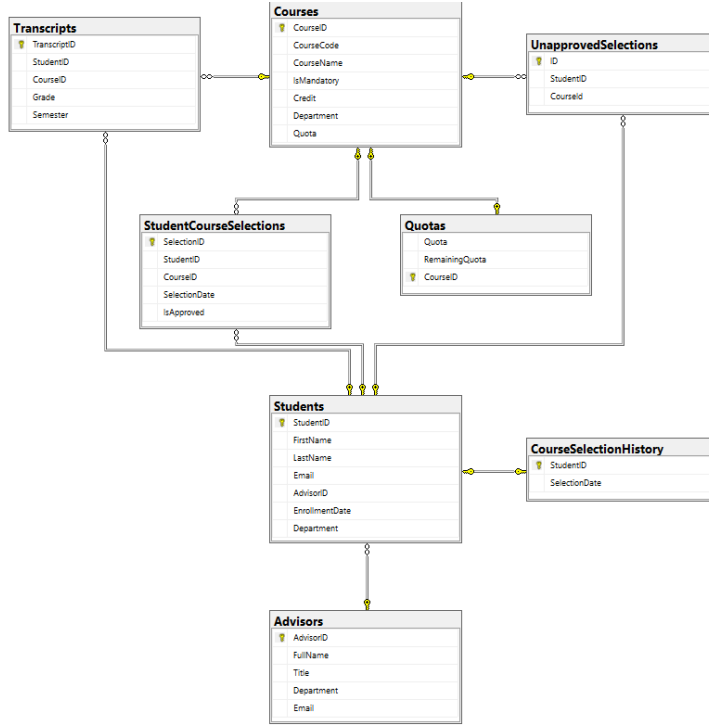 Transcripts
TranscriptID
StudentID
CourseID
Grade
Semester
Courses
CourseID
CourseCode
CourseName
IsMandatory
Credit
Department
Quota
UnapprovedSelections
ID
StudentID
CourseId
StudentCourseSelections
SelectionID
StudentID
CourseID
SelectionDate
IsApproved
Quotas
Quota
RemainingQuota
CourseID
Students
StudentID
FirstName
LastName
Email
AdvisorID
EnrollmentDate
Department
CourseSelectionHistory
StudentID
SelectionDate
Advisors
AdvisorID
FullName
Title
Department
Email